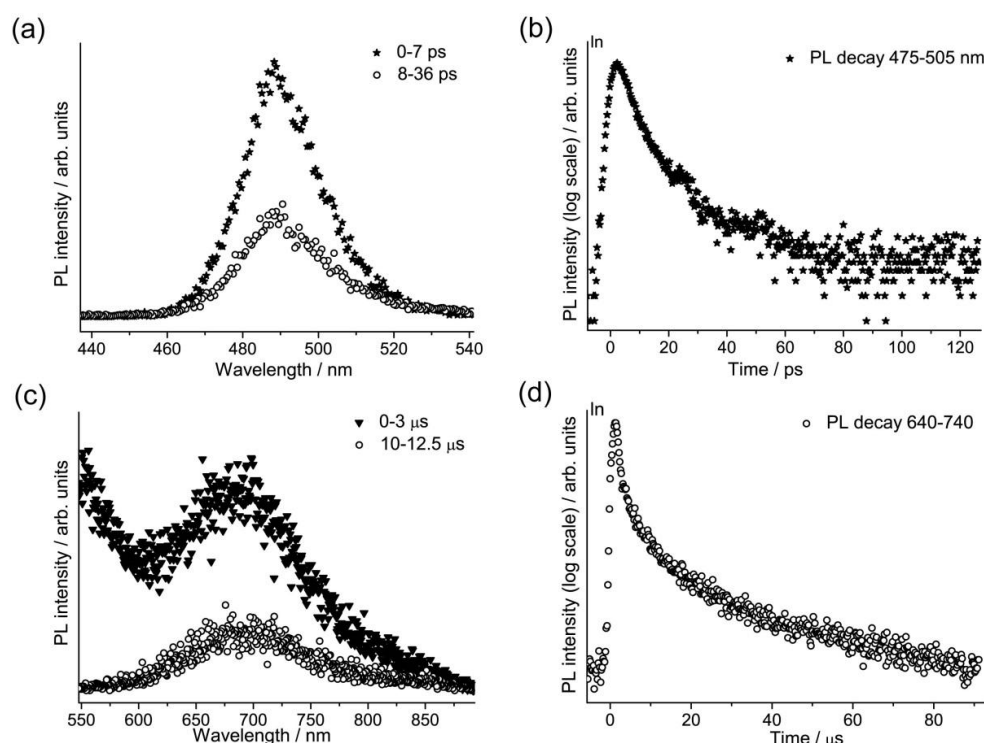 (a)
0-7 ps
8-36 ps
PL intensity / arb. units
440 460 480 500 520 540
Wavelength / nm
(b)
ln
PL decay 475-505 nm
PL intensity (log scale) / arb. units
0 20 40 60 80 100 120
Time / ps
(c)
0-3 μs
10-12.5 μs
PL intensity / arb. units
550 600 650 700 750 800 850
Wavelength / nm
(d)
ln
PL decay 640-740
PL intensity (log scale) / arb. units
0 20 40 60 80
Time / μs